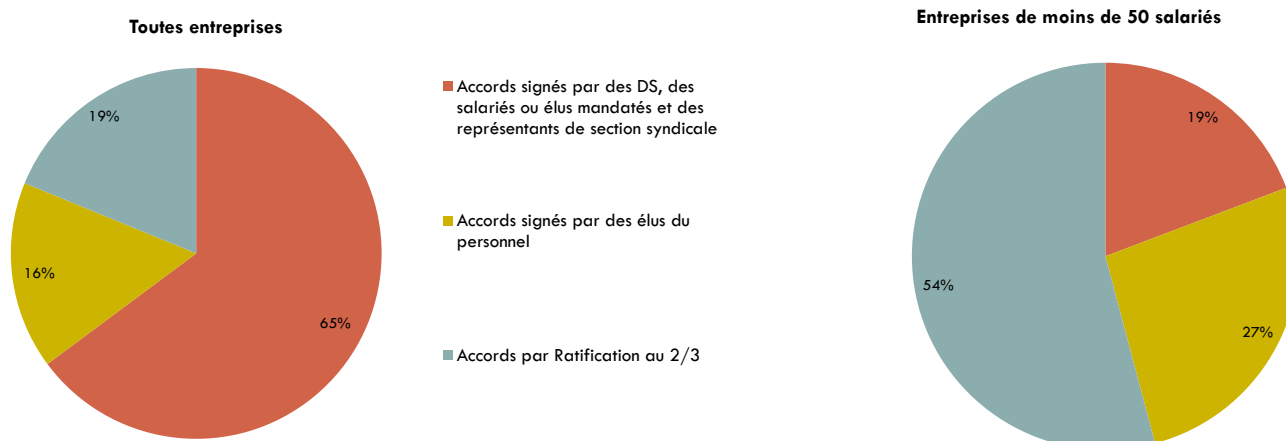 Toutes entreprises
19%
16%
65%
Accords signés par des DS, des
salariés ou élus mandatés et des
représentants de section syndicale
Accords signés par des élus du
personnel
Accords par Ratification au 2/3
Entreprises de moins de 50 salariés
19%
54%
27%